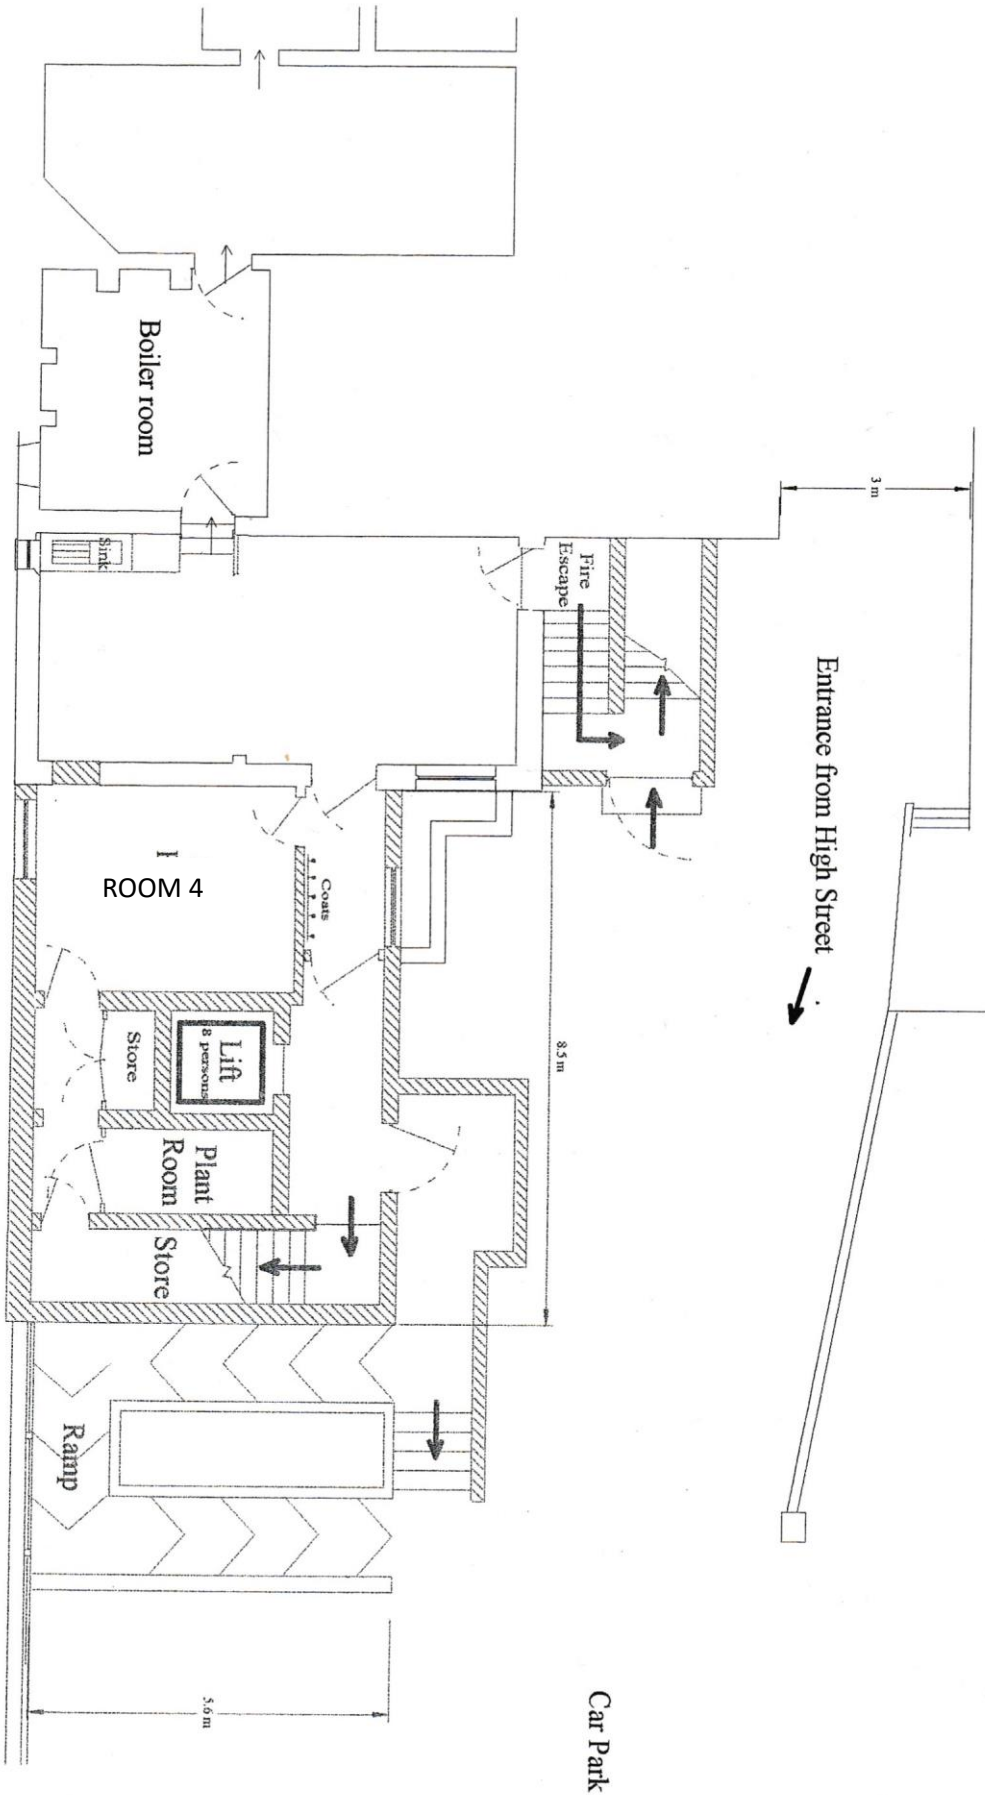 3 m
Entrance from High Street
Boiler room
Sink
Fire
Escape
I
ROOM 4
Coats
8.5 m
Store
Lift
8 persons
Plant
Room
Store
Ramp
5.6 m
Car Park